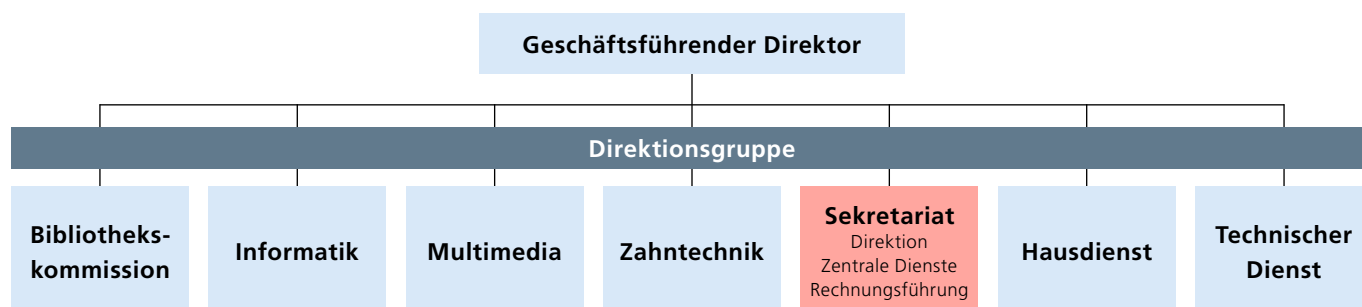 Geschäftsführender Direktor
Direktionsgruppe
Bibliotheks-
kommission
Informatik
Multimedia
Zahntechnik
Sekretariat
Direktion
Zentrale Dienste
Rechnungsführung
Hausdienst
Technischer
Dienst